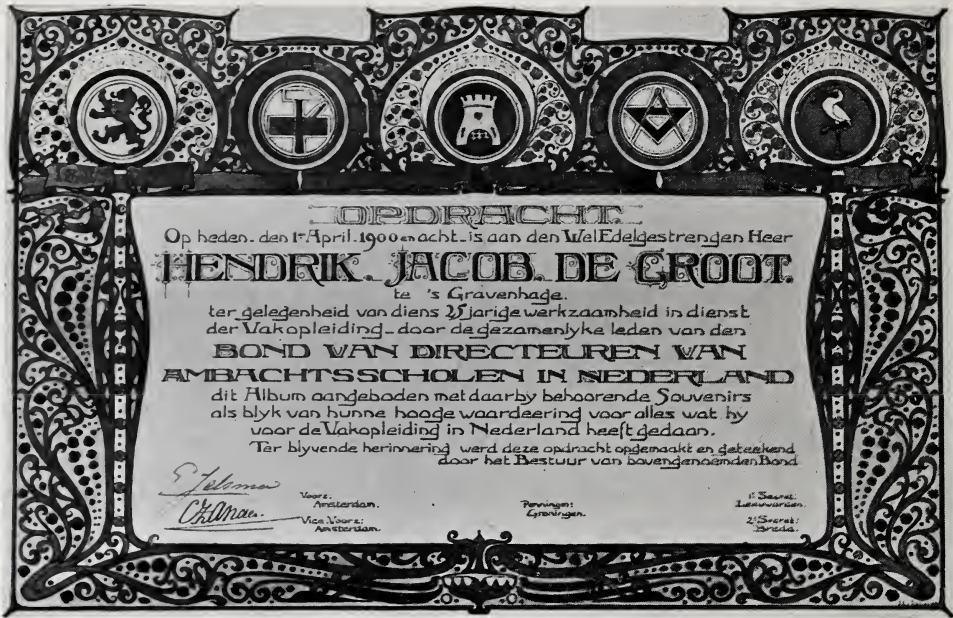 OPDRACHT.
Op heden. den 1e April. 1900 en acht. is aan den WelEdelgestrengen Heer
HENDRIK. JACOB. DE GROOT.
te 's Gravenhage.
ter gelegenheid van diens 25 jarige werkzaamheid in dienst
der Vakopleiding_ door de gezamenlyke leden van den
BOND VAN DIRECTEUREN VAN
AMBACHTSSCHOLEN IN NEDERLAND
dit Album aangeboden met daarby behoorende Souvenirs
als blyk van hunne hooge waardeering voor alles wat hy
voor de Vakopleiding in Nederland heeft gedaan.
Ter blyvende herinnering werd deze opdracht opgemaakt en geteekend
door het Bestuur van bovengenoemden Bond
Voorz:
Amsterdam.
Vice Voorz:
Amsterdam.
Penningm:
Groningen.
1e Secret:
Leeuwarden.
2e Secret:
Breda.